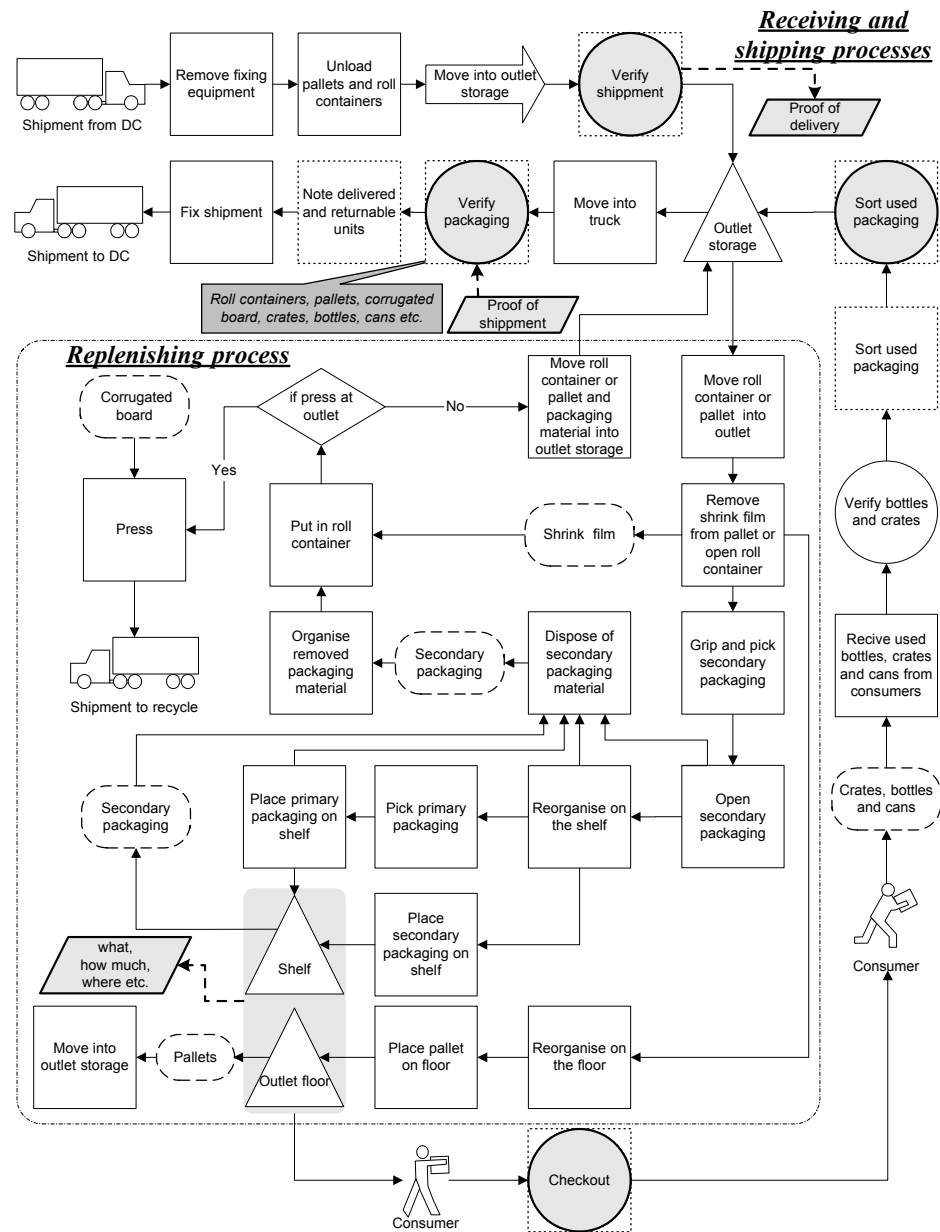 Receiving and
shipping processes
Shipment from DC
Remove fixing
equipment
Unload
pallets and roll
containers
Move into outlet
storage
Verify
shippment
Proof of
delivery
Shipment to DC
Fix shipment
Note delivered
and returnable
units
Verify
packaging
Move into
truck
Outlet
storage
Sort used
packaging
Roll containers, pallets, corrugated
board, crates, bottles, cans etc.
Proof of
shippment
Sort used
packaging
Replenishing process
Corrugated
board
if press at
outlet
No
Yes
Move roll
container or
pallet and
packaging
material into
outlet storage
Move roll
container or
pallet into
outlet
Press
Put in roll
container
Shrink film
Remove
shrink film
from pallet or
open roll
container
Verify bottles
and crates
Shipment to recycle
Organise
removed
packaging
material
Secondary
packaging
Dispose of
secondary
packaging
material
Grip and pick
secondary
packaging
Recive used
bottles, crates
and cans from
consumers
Secondary
packaging
Place primary
packaging on
shelf
Pick primary
packaging
Reorganise on
the shelf
Open
secondary
packaging
Crates, bottles
and cans
Consumer
what,
how much,
where etc.
Shelf
Place
secondary
packaging on
shelf
Move into
outlet storage
Pallets
Outlet floor
Place pallet
on floor
Reorganise on
the floor
Consumer
Checkout